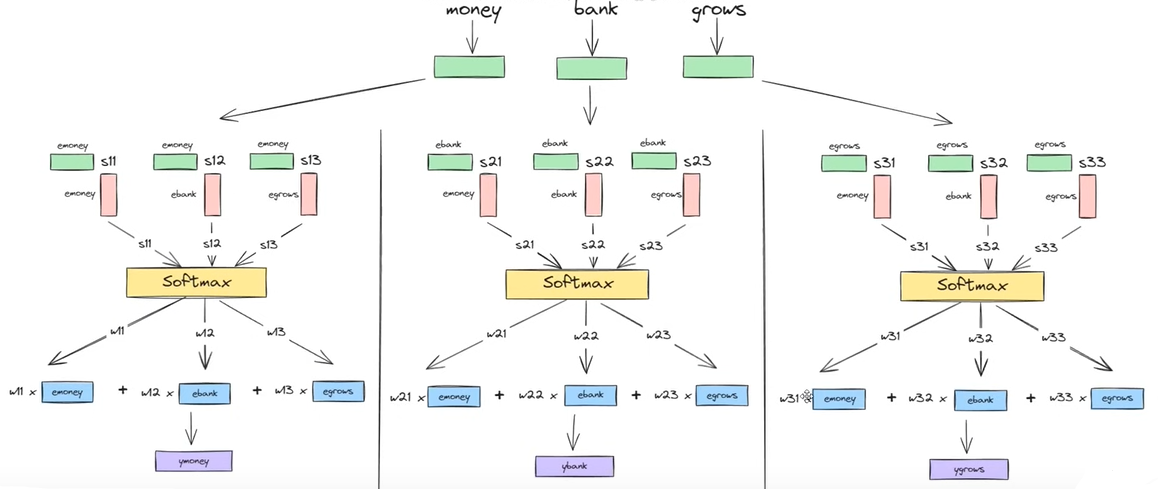 money bank grows
emoney emoney emoney ebank ebank ebank egrows egrows egrows
s11 s12 s13 s21 s22 s23 s31 s32 s33
emoney ebank egrows emoney ebank egrows emoney ebank egrows
s11 s12 s13 s21 s22 s23 s31 s32 s33
Softmax Softmax Softmax
w11 w12 w13 w21 w22 w23 w31 w32 w33
w11 x emoney + w12 x ebank + w13 x egrows
w21 x emoney + w22 x ebank + w23 x egrows
w31 emoney + w32 x ebank + w33 x egrows
ymoney ybank ygrows